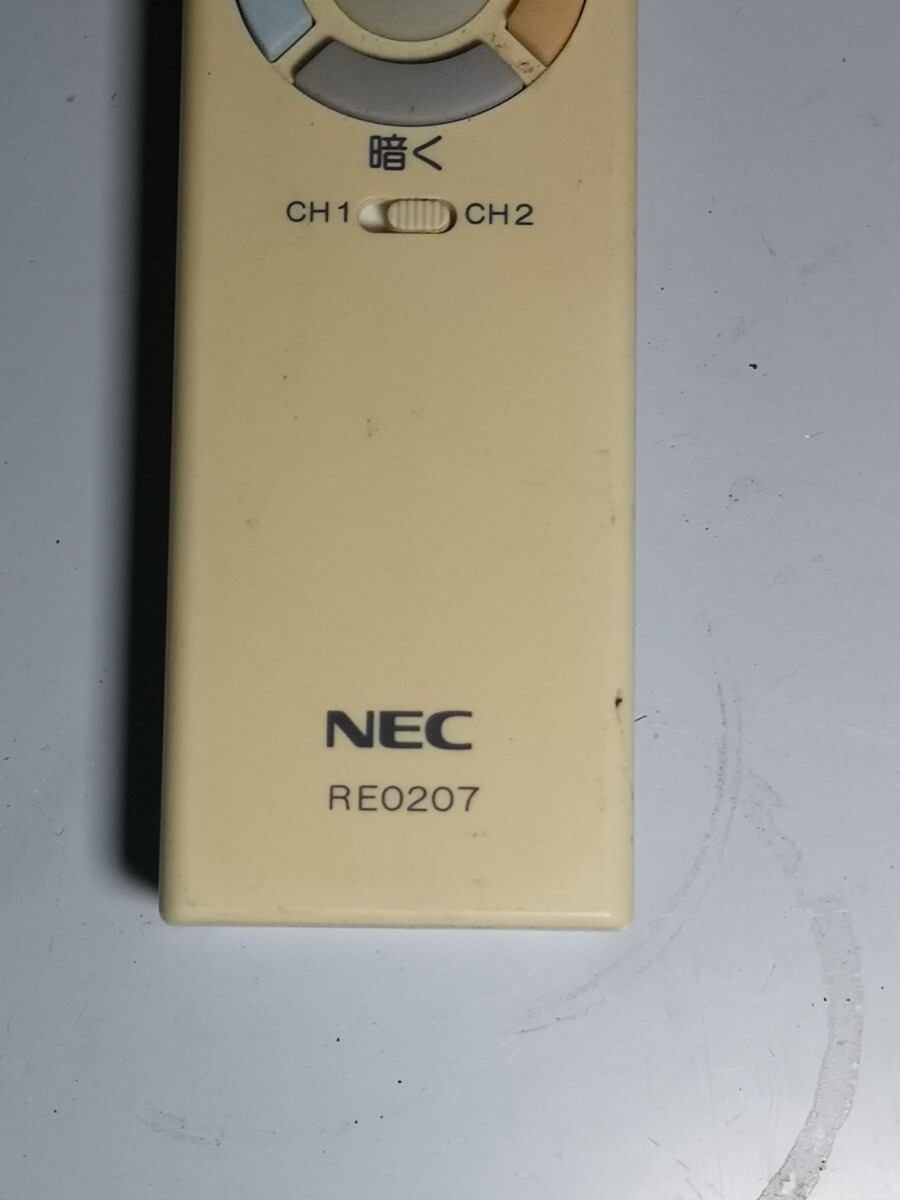 暗く
CH1 CH2
NEC
RE0207